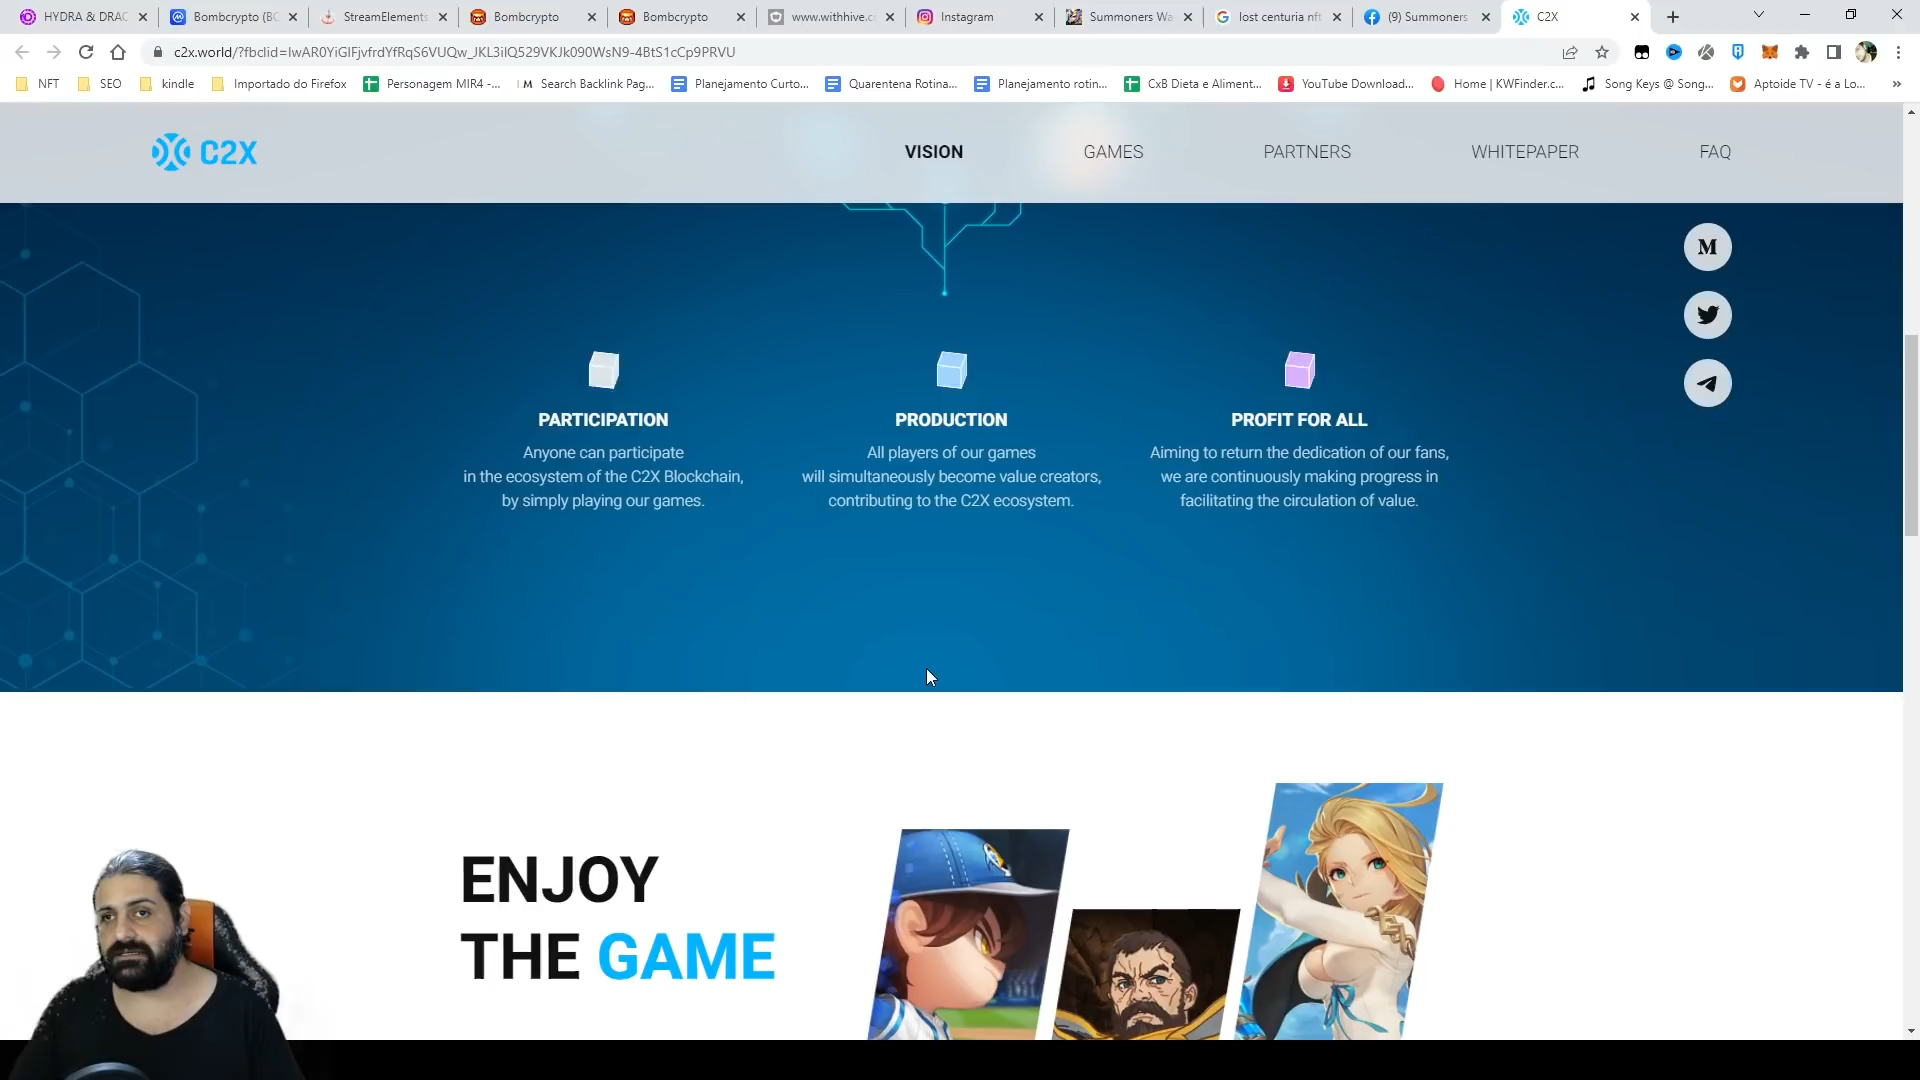 HYDRA & DRAC
Bombcrypto (BC
StreamElements
Bombcrypto
Bombcrypto
www.withhive.c
Instagram
Summoners Wa
lost centuria nft
(9) Summoners
C2X
c2x.world/?fbclid=IwAR0YiGIFjvfrdYfRqS6VUQw_JKL3ilQ529VKJk090WsN9-4BtS1cCp9PRVU
NFT
SEO
kindle
Importado do Firefox
Personagem MIR4 -...
M Search Backlink Pag...
Planejamento Curto...
Quarentena Rotina...
Planejamento rotin...
CxB Dieta e Aliment...
YouTube Download...
Home | KWFinder.c...
Song Keys @ Song...
Aptoide TV - é a Lo...
»
C2X
VISION
GAMES
PARTNERS
WHITEPAPER
FAQ
M
PARTICIPATION
Anyone can participate
in the ecosystem of the C2X Blockchain,
by simply playing our games.
PRODUCTION
All players of our games
will simultaneously become value creators,
contributing to the C2X ecosystem.
PROFIT FOR ALL
Aiming to return the dedication of our fans,
we are continuously making progress in
facilitating the circulation of value.
ENJOY
THE GAME